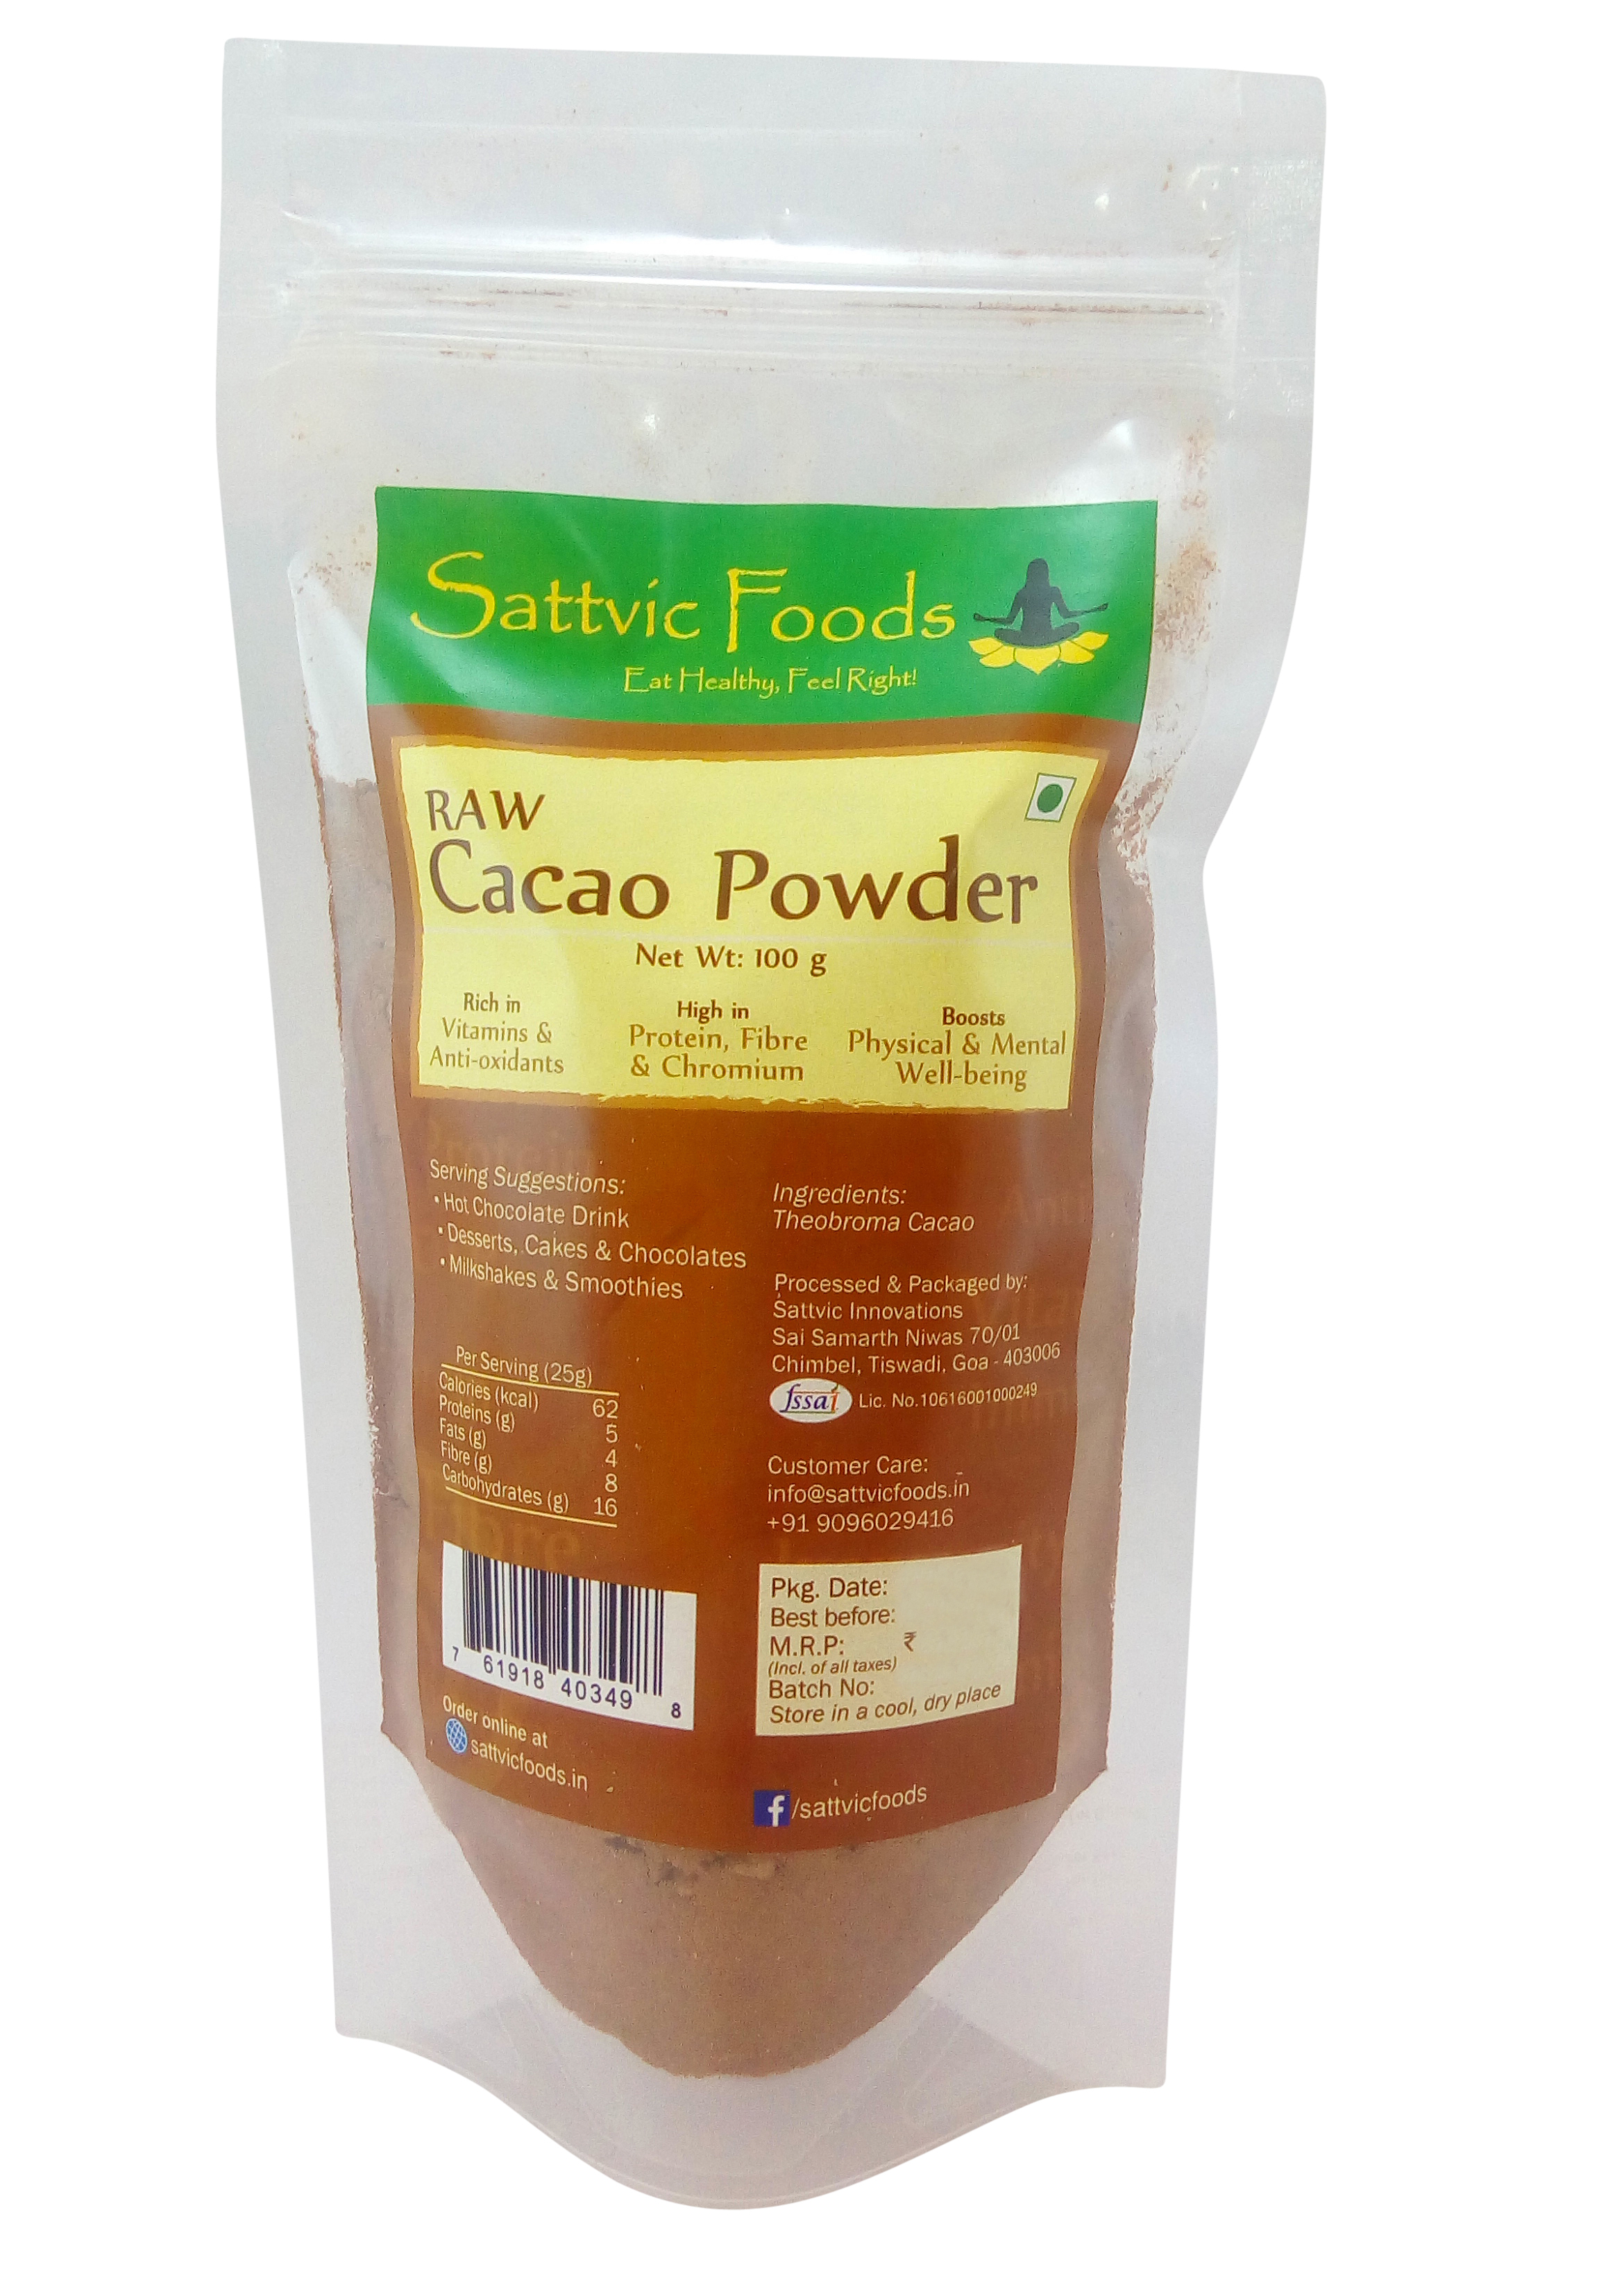 Sattvic Foods
Eat Healthy, Feel Right!
RAW
Cacao Powder
Net Wt: 100 g
Rich in
Vitamins &
Anti-oxidants
High in
Protein, Fibre
& Chromium
Boosts
Physical & Mental
Well-being
Serving Suggestions:
• Hot Chocolate Drink
• Desserts, Cakes & Chocolates
• Milkshakes & Smoothies
Per Serving (25g)
Calories (kcal) 62
Proteins (g) 5
Fats (g) 4
Fibre (g) 8
Carbohydrates (g) 16
7 61918 40349 8
Order online at
sattvicfoods.in
Ingredients:
Theobroma Cacao
Processed & Packaged by:
Sattvic Innovations
Sai Samarth Niwas 70/01
Chimbel, Tiswadi, Goa - 403006
fssai Lic. No.10616001000249
Customer Care:
info@sattvicfoods.in
+91 9096029416
Pkg. Date:
Best before:
M.R.P: ₹
(Incl. of all taxes)
Batch No:
Store in a cool, dry place
f/sattvicfoods